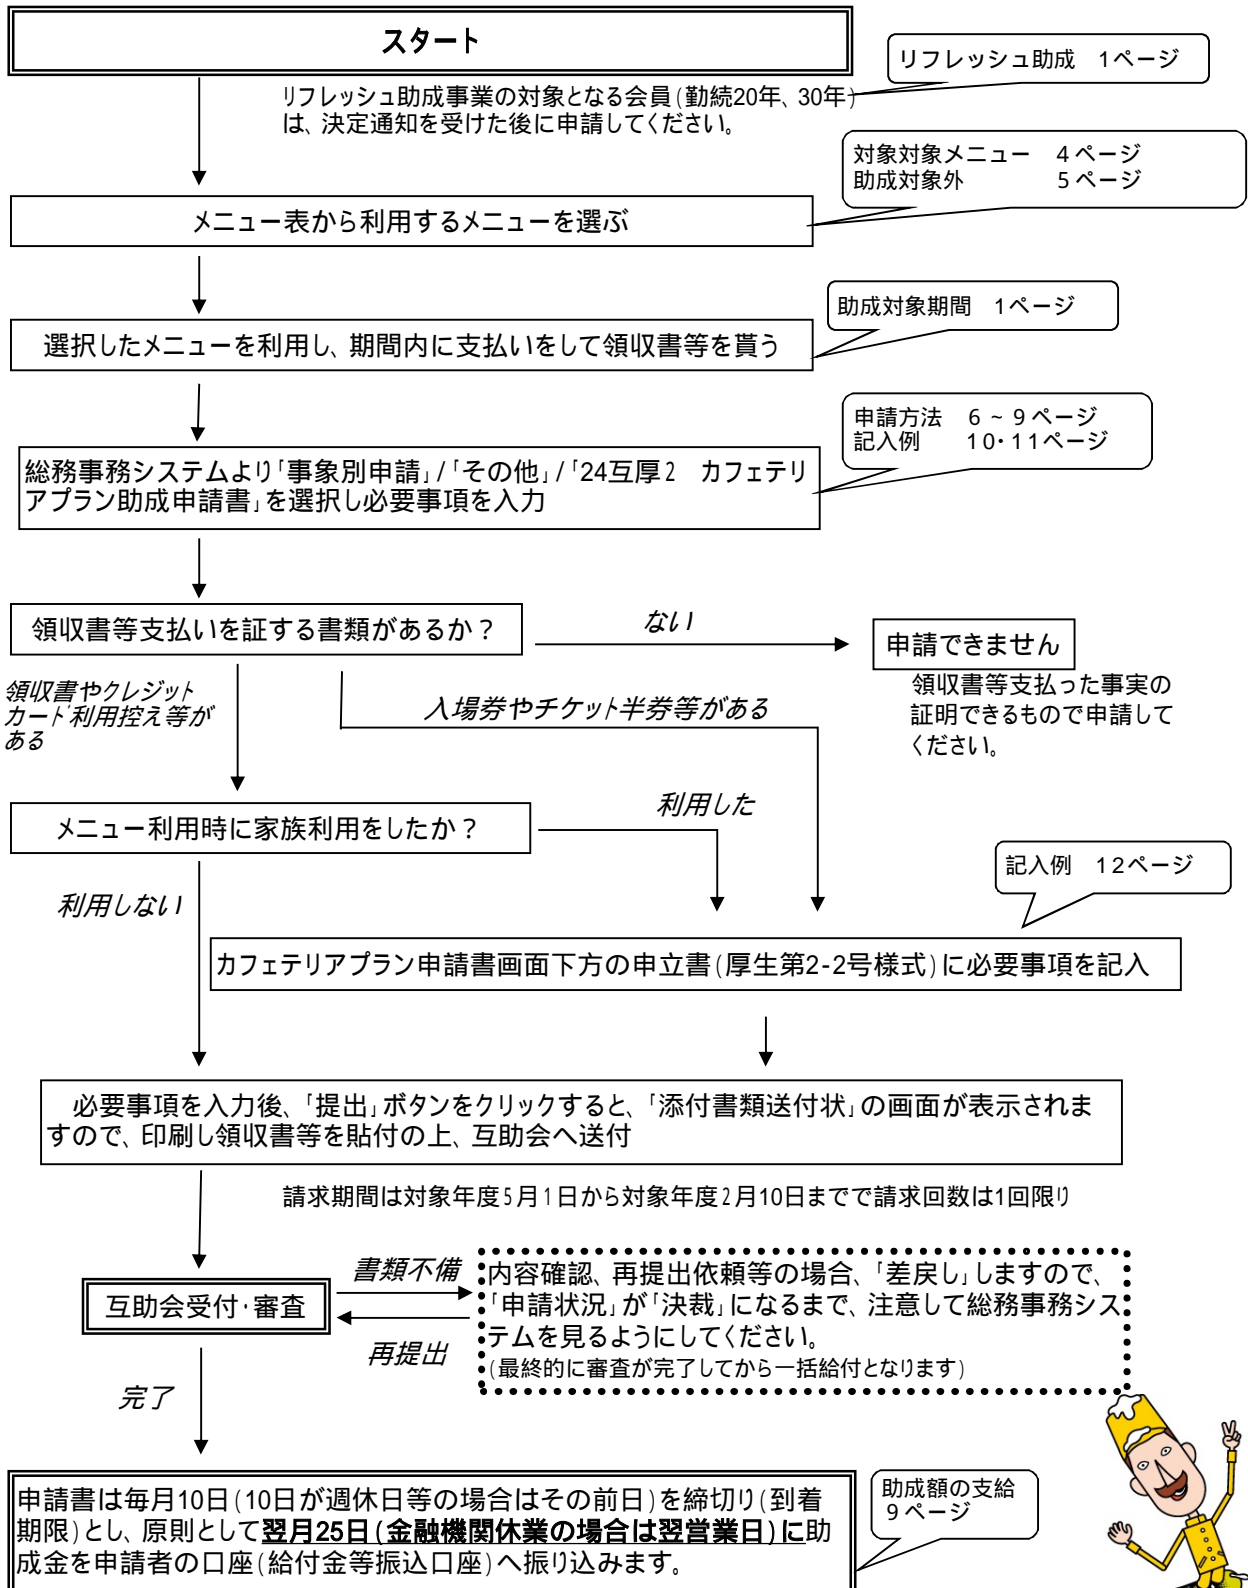 スタート
リフレッシュ助成　1ページ
リフレッシュ助成事業の対象となる会員(勤続20年、30年)
は、決定通知を受けた後に申請してください。
対象対象メニュー　4ページ
助成対象外　5ページ
メニュー表から利用するメニューを選ぶ
助成対象期間　1ページ
選択したメニューを利用し、期間内に支払いをして領収書等を貰う
申請方法　6～9ページ
記入例　10・11ページ
総務事務システムより「事象別申請」/「その他」/「24互厚2　カフェテリ
アプラン助成申請書」を選択し必要事項を入力
領収書等支払いを証する書類があるか？
ない
申請できません
領収書等支払った事実の
証明できるもので申請して
ください。
領収書やクレジット
カード利用控え等が
ある
入場券やチケット半券等がある
メニュー利用時に家族利用をしたか？
利用した
利用しない
記入例　12ページ
カフェテリアプラン申請書画面下方の申立書(厚生第2-2号様式)に必要事項を記入
必要事項を入力後、「提出」ボタンをクリックすると、「添付書類送付状」の画面が表示されま
すので、印刷し領収書等を貼付の上、互助会へ送付
請求期間は対象年度5月1日から対象年度2月10日までで請求回数は1回限り
互助会受付・審査
書類不備
再提出
内容確認、再提出依頼等の場合、「差戻し」しますので、
「申請状況」が「決裁」になるまで、注意して総務事務シス
テムを見るようにしてください。
(最終的に審査が完了してから一括給付となります)
完了
申請書は毎月10日(10日が週休日等の場合はその前日)を締切り(到着
期限)とし、原則として翌月25日(金融機関休業の場合は翌営業日)に助
成金を申請者の口座(給付金等振込口座)へ振り込みます。
助成額の支給
9ページ